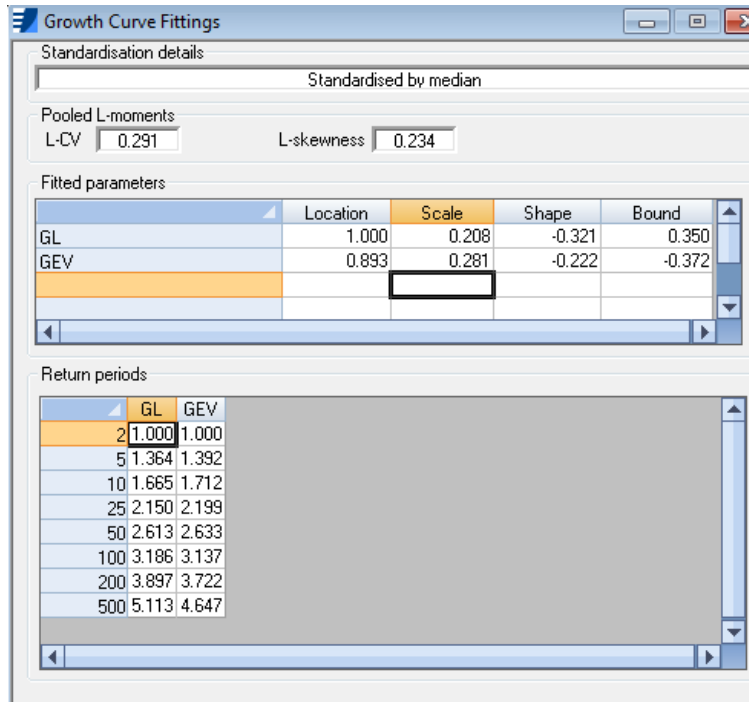 Growth Curve Fittings
Standardisation details
Standardised by median
Pooled L-moments
L-CV 0.291 L-skewness 0.234
Fitted parameters
Location Scale Shape Bound
GL 1.000 0.208 -0.321 0.350
GEV 0.893 0.281 -0.222 -0.372
Return periods
GL GEV
2 1.000 1.000
5 1.364 1.392
10 1.665 1.712
25 2.150 2.199
50 2.613 2.633
100 3.186 3.137
200 3.897 3.722
500 5.113 4.647